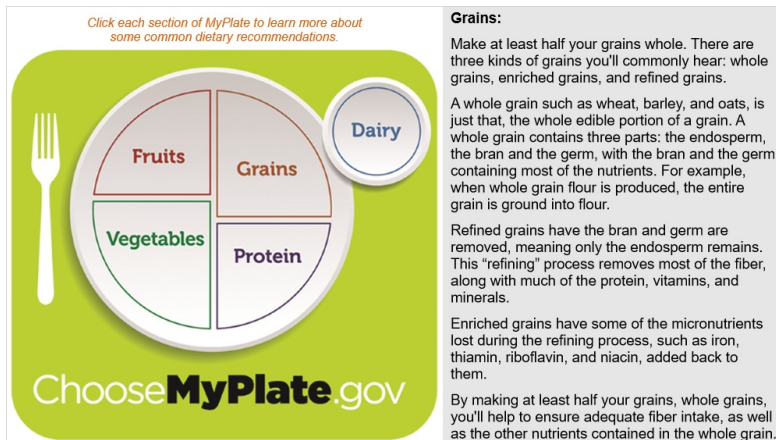 Click each section of MyPlate to learn more about
some common dietary recommendations.
Fruits
Grains
Dairy
Vegetables
Protein
ChooseMyPlate.gov
Grains:
Make at least half your grains whole. There are
three kinds of grains you'll commonly hear: whole
grains, enriched grains, and refined grains.
A whole grain such as wheat, barley, and oats, is
just that, the whole edible portion of a grain. A
whole grain contains three parts: the endosperm,
the bran and the germ, with the bran and the germ
containing most of the nutrients. For example,
when whole grain flour is produced, the entire
grain is ground into flour.
Refined grains have the bran and germ are
removed, meaning only the endosperm remains.
This “refining” process removes most of the fiber,
along with much of the protein, vitamins, and
minerals.
Enriched grains have some of the micronutrients
lost during the refining process, such as iron,
thiamin, riboflavin, and niacin, added back to
them.
By making at least half your grains, whole grains,
you'll help to ensure adequate fiber intake, as well
as the other nutrients contained in the whole grain.